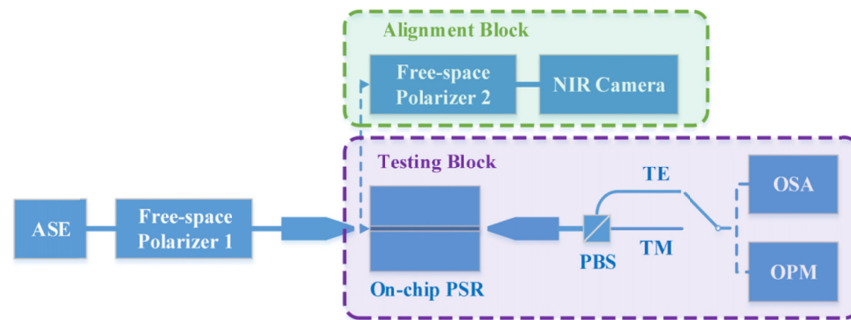 Alignment Block
Free-space
Polarizer 2
NIR Camera
Testing Block
ASE
Free-space
Polarizer 1
On-chip PSR
PBS
TE
TM
OSA
OPM